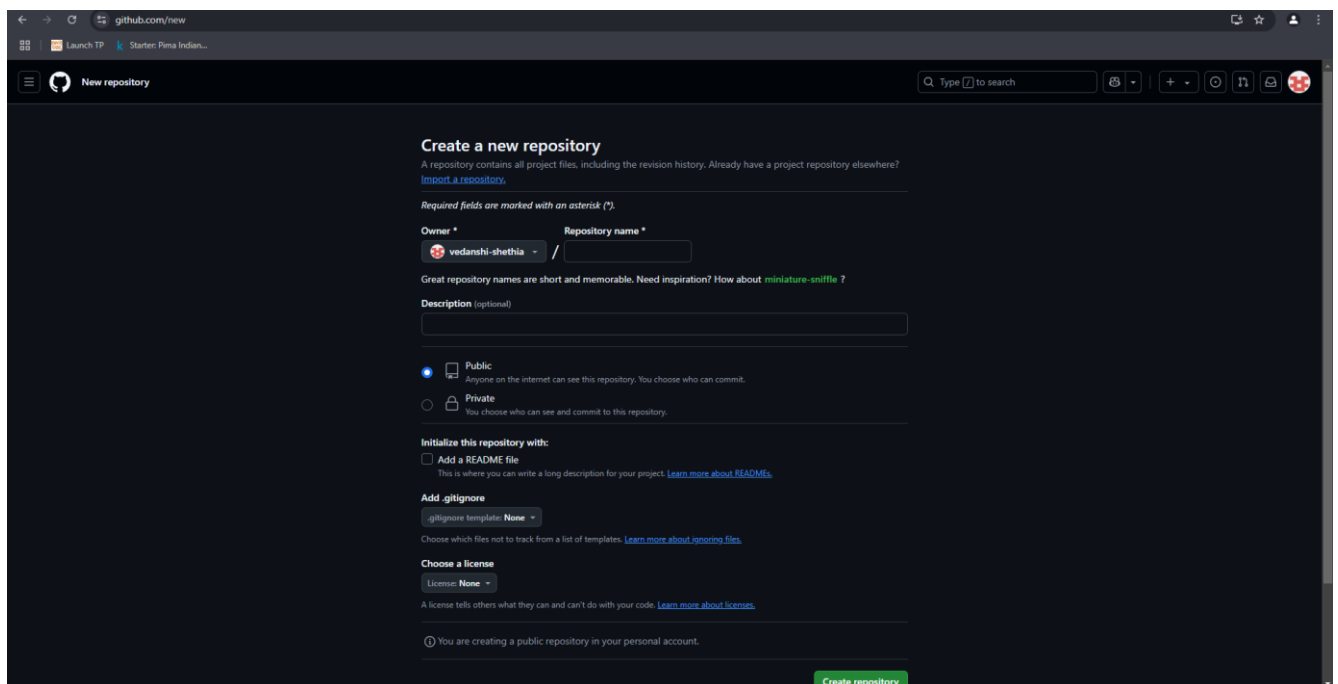 github.com/new
Launch TP
Starter: Pima Indian...
New repository
Type / to search
Create a new repository
A repository contains all project files, including the revision history. Already have a project repository elsewhere?
Import a repository.
Required fields are marked with an asterisk (*).
Owner * Repository name *
vedanshi-shethia /
Great repository names are short and memorable. Need inspiration? How about miniature-sniffle ?
Description (optional)
Public
Anyone on the internet can see this repository. You choose who can commit.
Private
You choose who can see and commit to this repository.
Initialize this repository with:
Add a README file
This is where you can write a long description for your project. Learn more about READMEs.
Add .gitignore
.gitignore template: None
Choose which files not to track from a list of templates. Learn more about ignoring files.
Choose a license
License: None
A license tells others what they can and can't do with your code. Learn more about licenses.
You are creating a public repository in your personal account.
Create repository